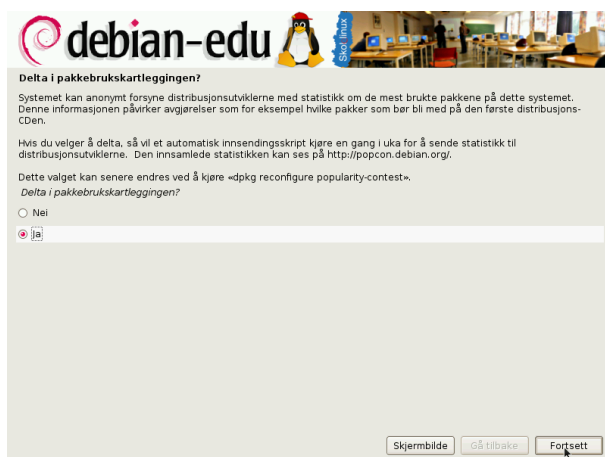 debian-edu
Skolelinux
Delta i pakkebrukskartleggingen?
Systemet kan anonymt forsyne distribusjonsutviklerne med statistikk om de mest brukte pakkene på dette systemet.
Denne informasjonen påvirker avgjørelser som for eksempel hvilke pakker som bør bli med på den første distribusjons-
CDen.
Hvis du velger å delta, så vil et automatisk innsendingsskript kjøre en gang i uka for å sende statistikk til
distribusjonsutviklerne. Den innsamlede statistikken kan ses på http://popcon.debian.org/.
Dette valget kan senere endres ved å kjøre «dpkg reconfigure popularity-contest».
Delta i pakkebrukskartleggingen?
Nei
Ja
Skjermbilde
Gå tilbake
Fortsett